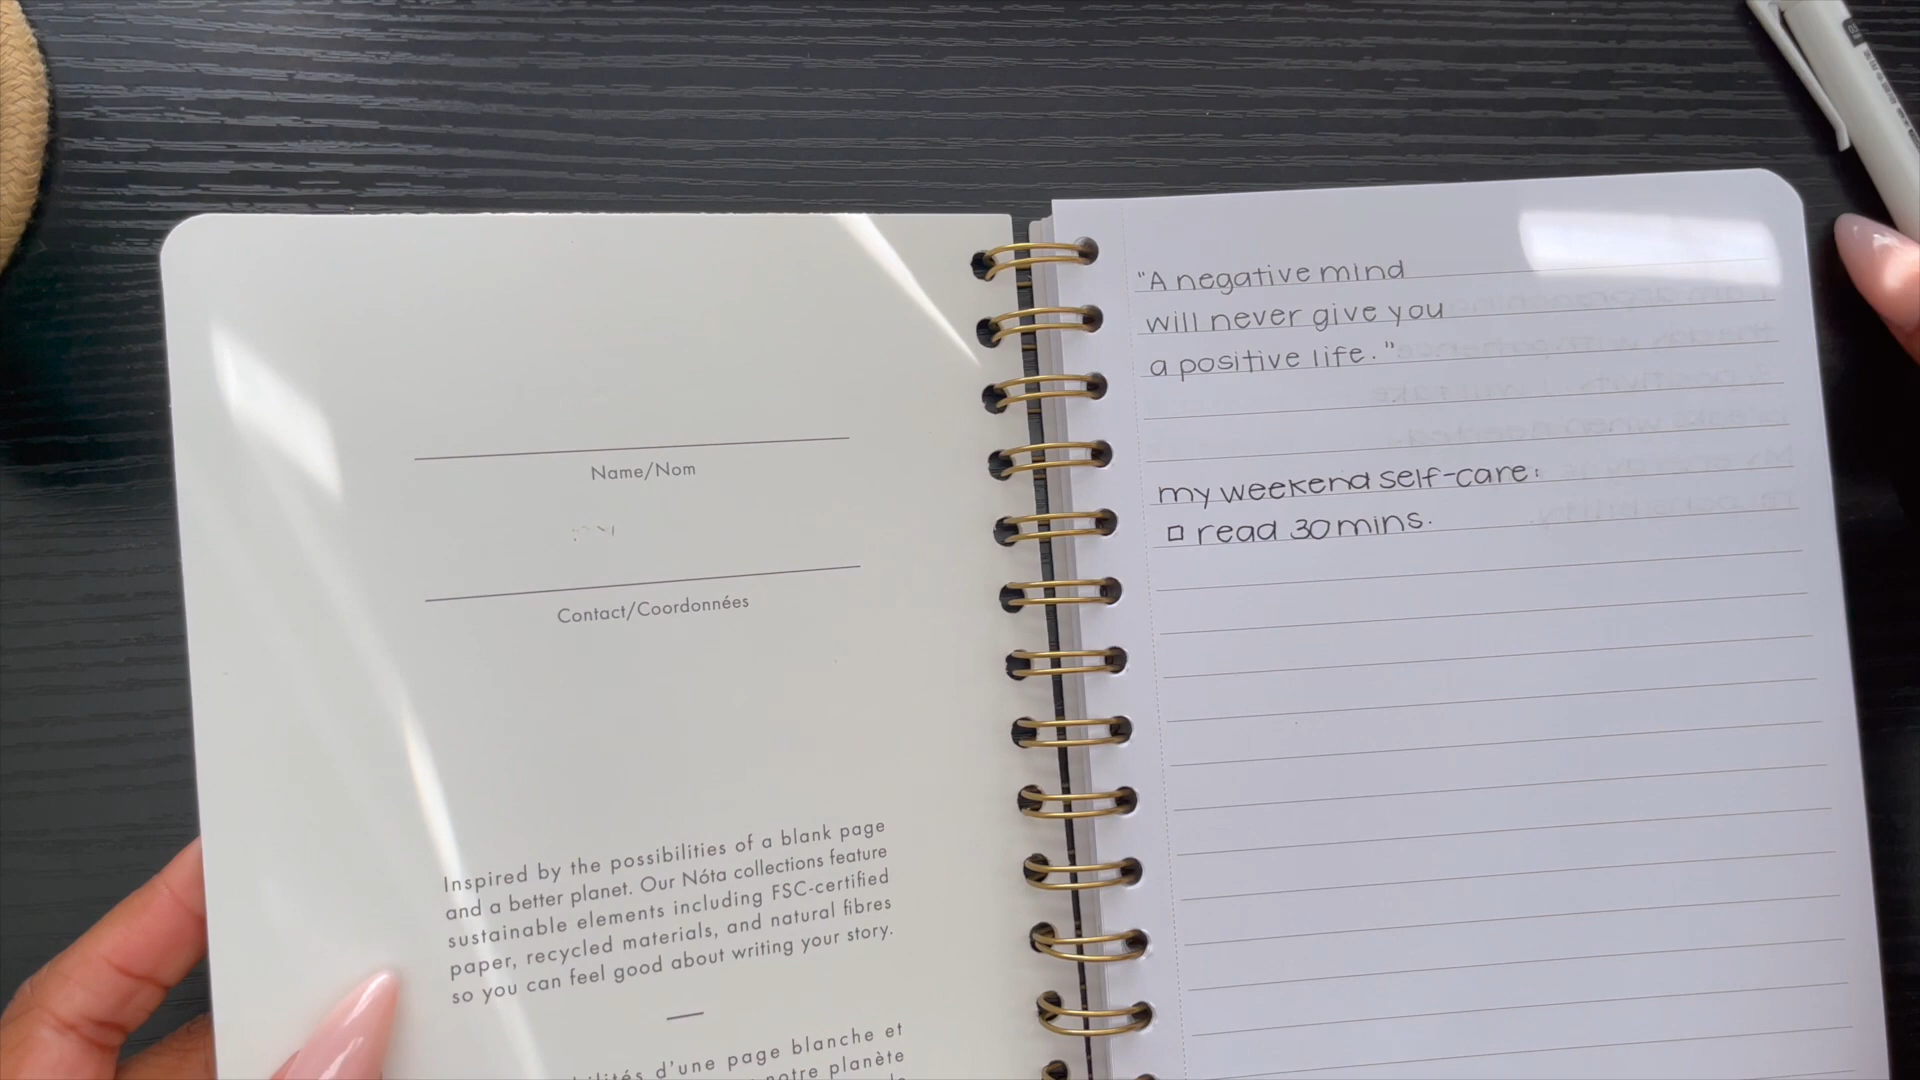 Name/Nom
Contact/Coordonnées
Inspired by the possibilities of a blank page
and a better planet. Our Nóta collections feature
sustainable elements including FSC-certified
paper, recycled materials, and natural fibres
so you can feel good about writing your story.
d'une page blanche et
notre planète
"A negative mind
will never give you
a positive life."
my weekend self-care:
□ read 30 mins.